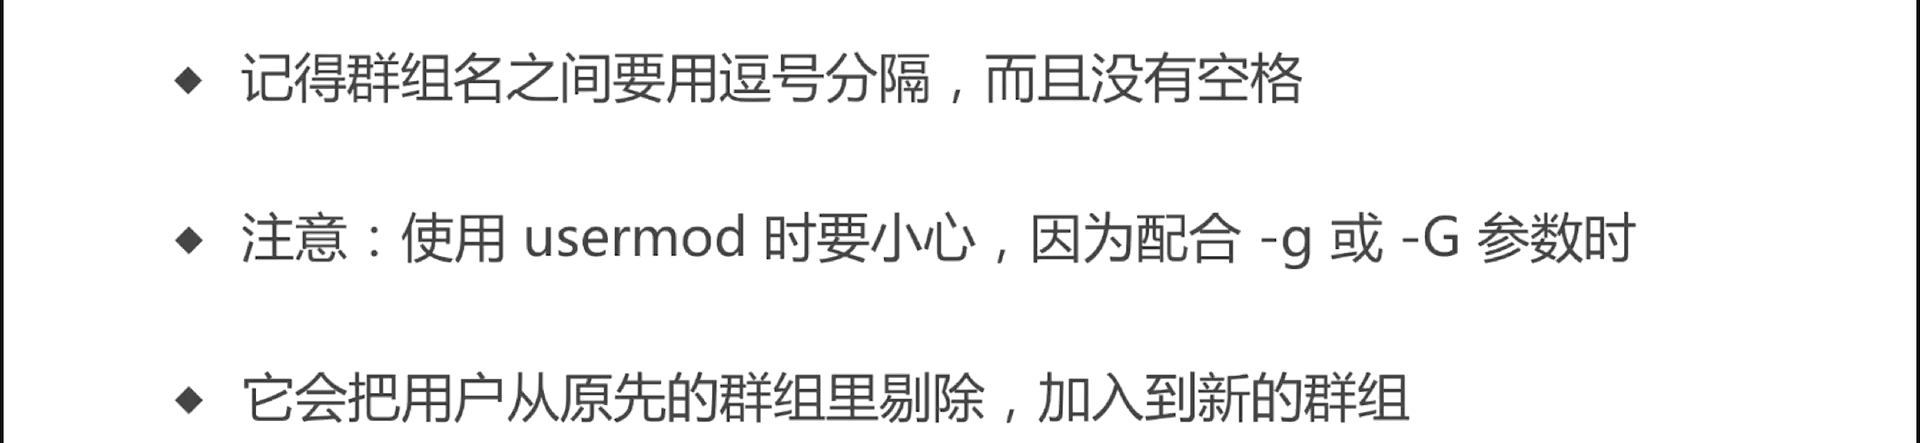 ◆ 记得群组名之间要用逗号分隔，而且没有空格
◆ 注意：使用 usermod 时要小心，因为配合 -g 或 -G 参数时
◆ 它会把用户从原先的群组里剔除，加入到新的群组